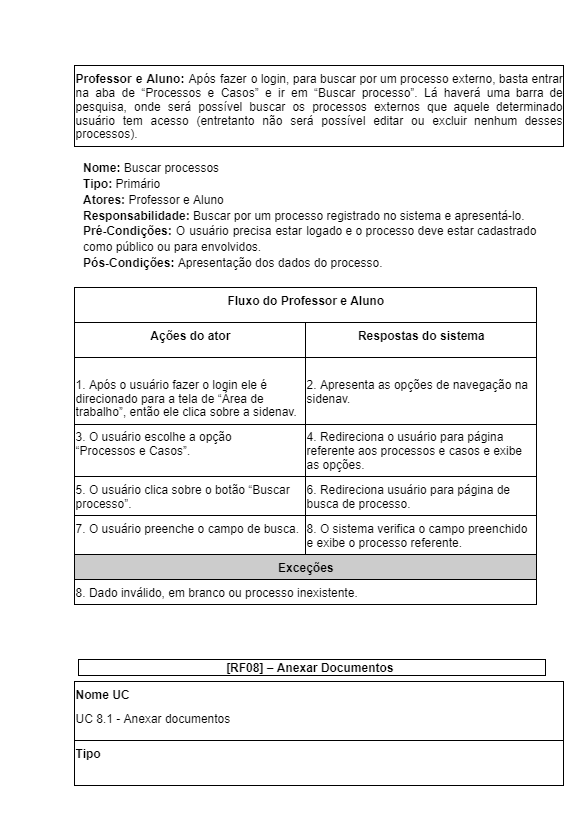 Professor e Aluno: Após fazer o login, para buscar por um processo externo, basta entrar
na aba de “Processos e Casos” e ir em “Buscar processo”. Lá haverá uma barra de
pesquisa, onde será possível buscar os processos externos que aquele determinado
usuário tem acesso (entretanto não será possível editar ou excluir nenhum desses
processos).
Nome: Buscar processos
Tipo: Primário
Atores: Professor e Aluno
Responsabilidade: Buscar por um processo registrado no sistema e apresentá-lo.
Pré-Condições: O usuário precisa estar logado e o processo deve estar cadastrado
como público ou para envolvidos.
Pós-Condições: Apresentação dos dados do processo.
Fluxo do Professor e Aluno
Ações do ator
Respostas do sistema
1. Após o usuário fazer o login ele é
direcionado para a tela de “Área de
trabalho”, então ele clica sobre a sidenav.
2. Apresenta as opções de navegação na
sidenav.
3. O usuário escolhe a opção
“Processos e Casos”.
4. Redireciona o usuário para página
referente aos processos e casos e exibe
as opções.
5. O usuário clica sobre o botão “Buscar
processo”.
6. Redireciona usuário para página de
busca de processo.
7. O usuário preenche o campo de busca.
8. O sistema verifica o campo preenchido
e exibe o processo referente.
Exceções
8. Dado inválido, em branco ou processo inexistente.
[RF08] – Anexar Documentos
Nome UC
UC 8.1 - Anexar documentos
Tipo